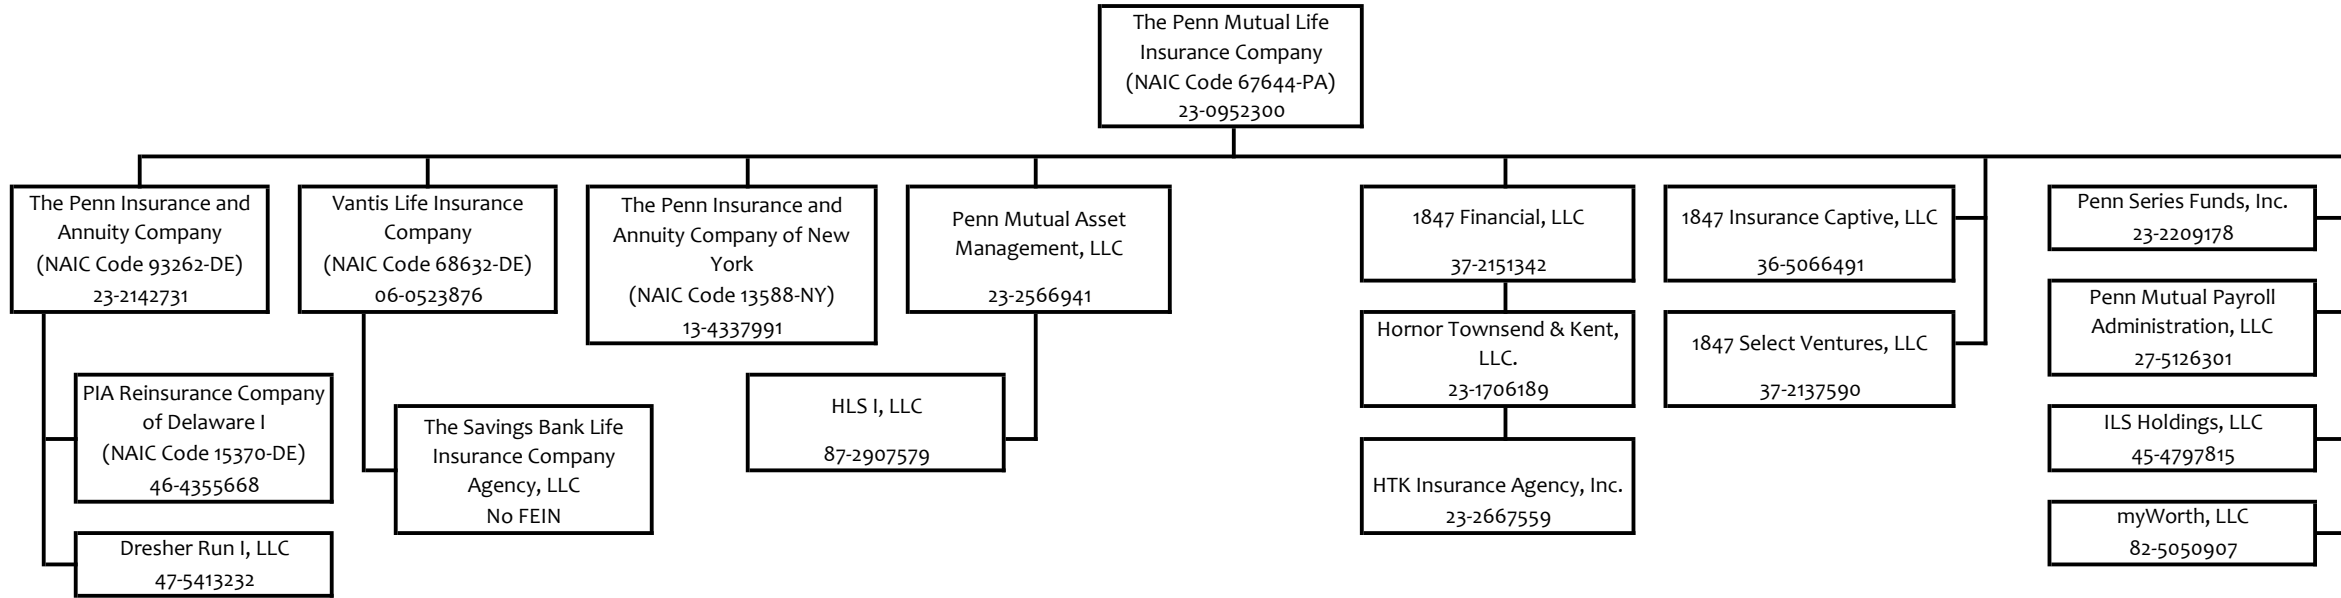 The Penn Mutual Life
Insurance Company
(NAIC Code 67644-PA)
23-0952300
The Penn Insurance and
Annuity Company
(NAIC Code 93262-DE)
23-2142731
Vantis Life Insurance
Company
(NAIC Code 68632-DE)
06-0523876
The Penn Insurance and
Annuity Company of New
York
(NAIC Code 13588-NY)
13-4337991
Penn Mutual Asset
Management, LLC
23-2566941
1847 Financial, LLC
37-2151342
1847 Insurance Captive, LLC
36-5066491
Penn Series Funds, Inc.
23-2209178
PIA Reinsurance Company
of Delaware I
(NAIC Code 15370-DE)
46-4355668
Dresher Run I, LLC
47-5413232
The Savings Bank Life
Insurance Company
Agency, LLC
No FEIN
HLS I, LLC
87-2907579
Hornor Townsend & Kent,
LLC.
23-1706189
HTK Insurance Agency, Inc.
23-2667559
1847 Select Ventures, LLC
37-2137590
Penn Mutual Payroll
Administration, LLC
27-5126301
ILS Holdings, LLC
45-4797815
myWorth, LLC
82-5050907